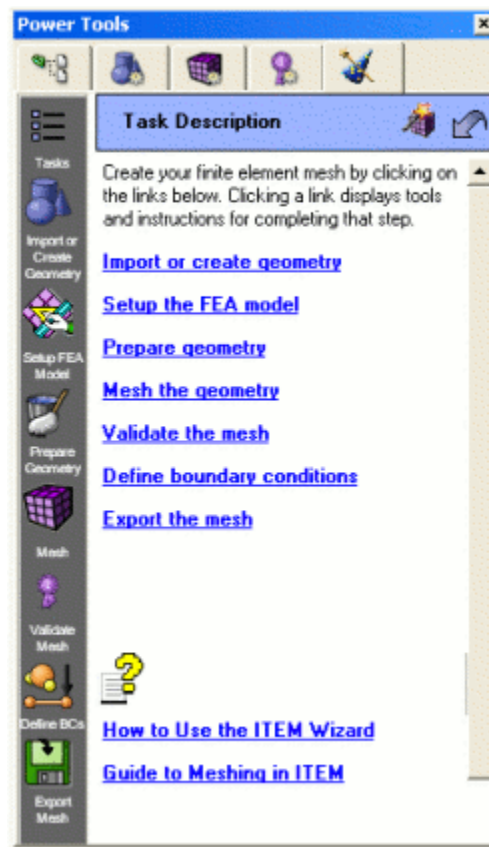 Power Tools
Task Description
Tasks
Import or
Create
Geometry
Setup FEA
Model
Prepare
Geometry
Mesh
Validate
Mesh
Define BCs
Export
Mesh
Create your finite element mesh by clicking on
the links below. Clicking a link displays tools
and instructions for completing that step.
Import or create geometry
Setup the FEA model
Prepare geometry
Mesh the geometry
Validate the mesh
Define boundary conditions
Export the mesh
How to Use the ITEM Wizard
Guide to Meshing in ITEM